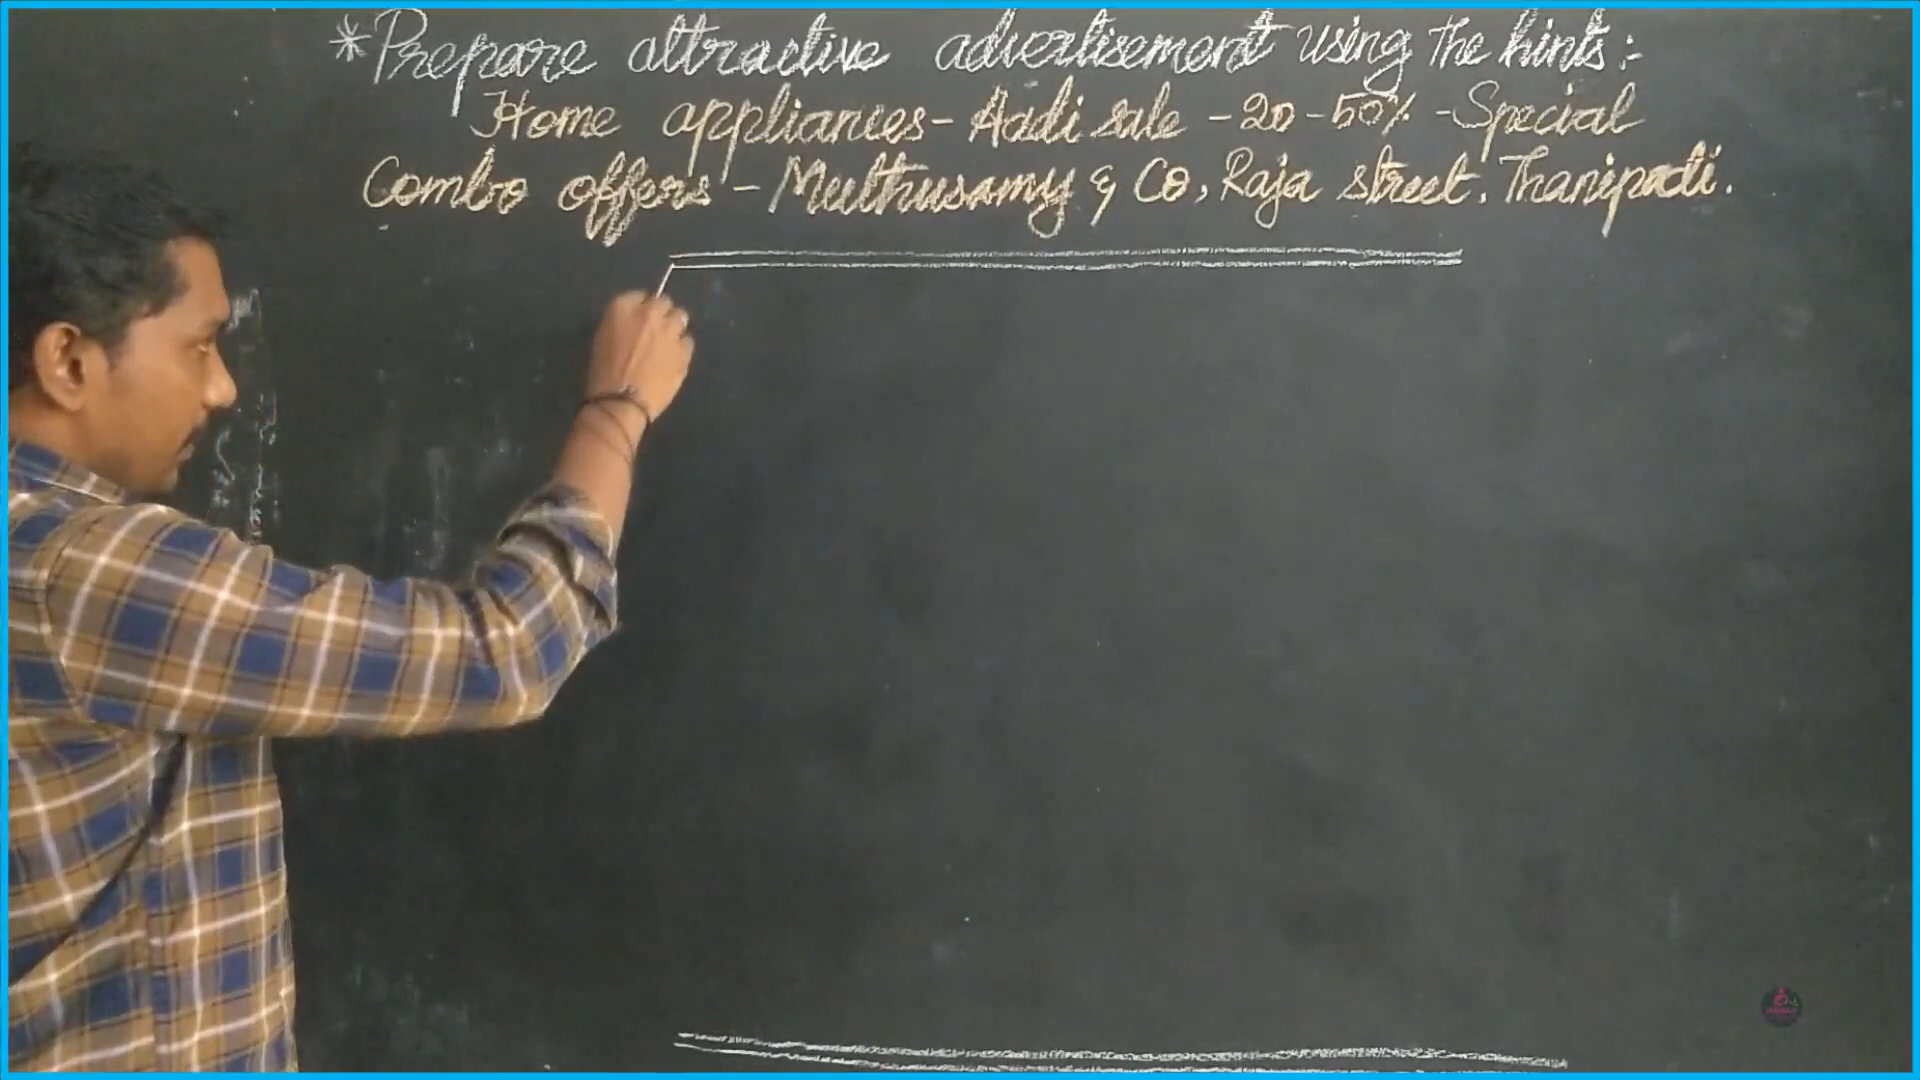 *Prepare attractive advertisement using the hints:-
Home appliances - Aadi sale - 20-50% - Special
Combo offers - Muthusamy & Co, Raja street. Thanipadi.